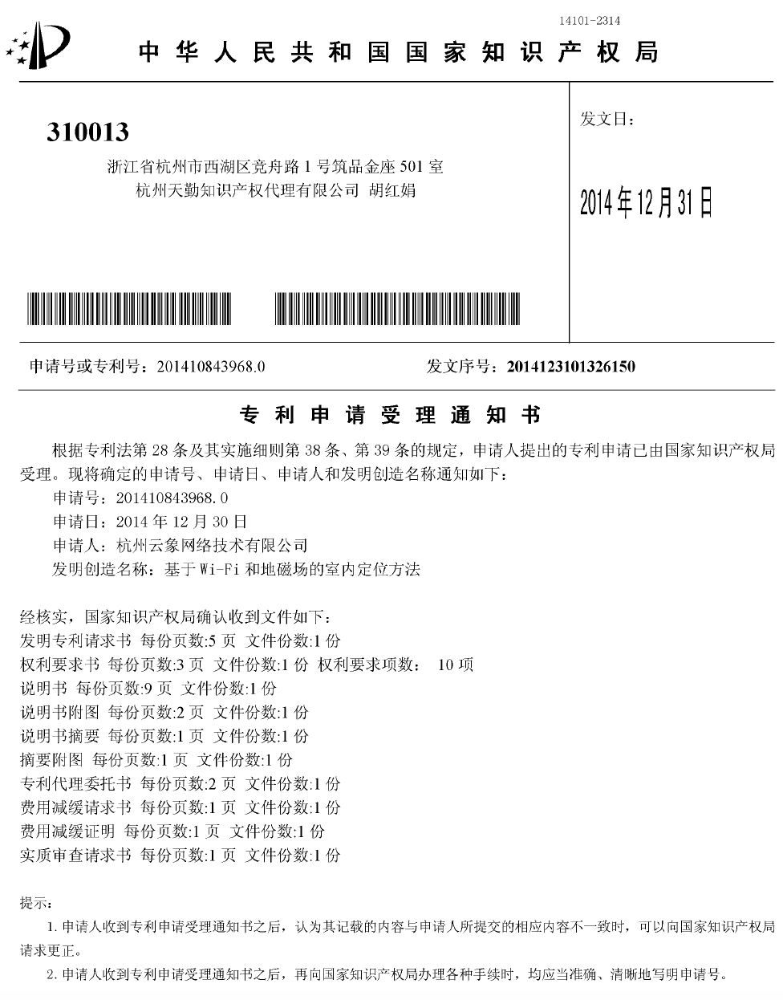 14101-2314
中华人民共和国国家知识产权局
310013
浙江省杭州市西湖区竞舟路 1 号筑品金座 501 室
杭州天勤知识产权代理有限公司 胡红娟
发文日：
2014年12月31日
申请号或专利号：201410843968.0
发文序号：2014123101326150
专利申请受理通知书
根据专利法第 28 条及其实施细则第 38 条、第 39 条的规定，申请人提出的专利申请已由国家知识产权局
受理。现将确定的申请号、申请日、申请人和发明创造名称通知如下：
申请号：201410843968.0
申请日：2014 年 12 月 30 日
申请人：杭州云象网络技术有限公司
发明创造名称：基于 Wi-Fi 和地磁场的室内定位方法
经核实，国家知识产权局确认收到文件如下：
发明专利请求书 每份页数:5 页 文件份数:1 份
权利要求书 每份页数:3 页 文件份数:1 份 权利要求项数： 10 项
说明书 每份页数:9 页 文件份数:1 份
说明书附图 每份页数:2 页 文件份数:1 份
说明书摘要 每份页数:1 页 文件份数:1 份
摘要附图 每份页数:1 页 文件份数:1 份
专利代理委托书 每份页数:2 页 文件份数:1 份
费用减缓请求书 每份页数:1 页 文件份数:1 份
费用减缓证明 每份页数:1 页 文件份数:1 份
实质审查请求书 每份页数:1 页 文件份数:1 份
提示：
1. 申请人收到专利申请受理通知书之后，认为其记载的内容与申请人所提交的相应内容不一致时，可以向国家知识产权局
请求更正。
2. 申请人收到专利申请受理通知书之后，再向国家知识产权局办理各种手续时，均应当准确、清晰地写明申请号。